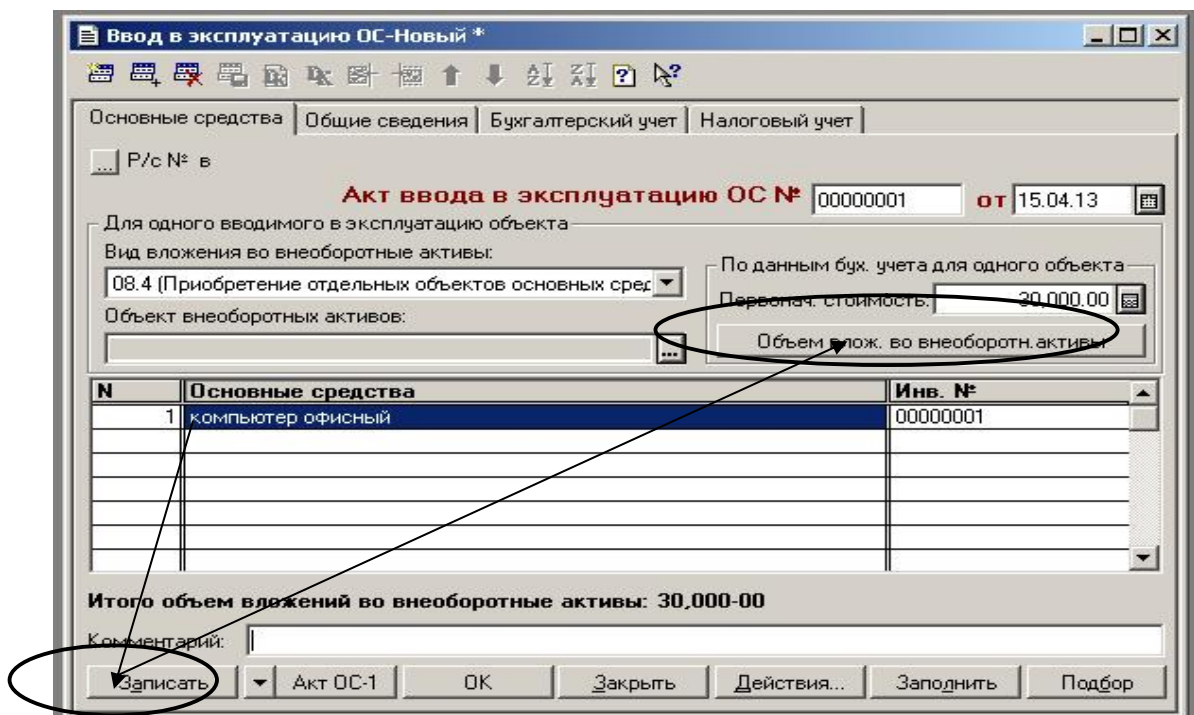 Ввод в эксплуатацию ОС-Новый *
Основные средства Общие сведения Бухгалтерский учет Налоговый учет
... Р/с № в
Акт ввода в эксплуатацию ОС № 00000001 от 15.04.13
Для одного вводимого в эксплуатацию объекта
Вид вложения во внеоборотные активы:
08.4 (Приобретение отдельных объектов основных сред
Объект внеоборотных активов:
...
По данным бух. учета для одного объекта
Первонач. стоимость: 30,000.00
Объем влож. во внеоборотн.активы
N Основные средства Инв. №
1 компьютер офисный 00000001
Итого объем вложений во внеоборотные активы: 30,000-00
Комментарий:
Записать Акт ОС-1 OK Закрыть Действия... Заполнить Подбор